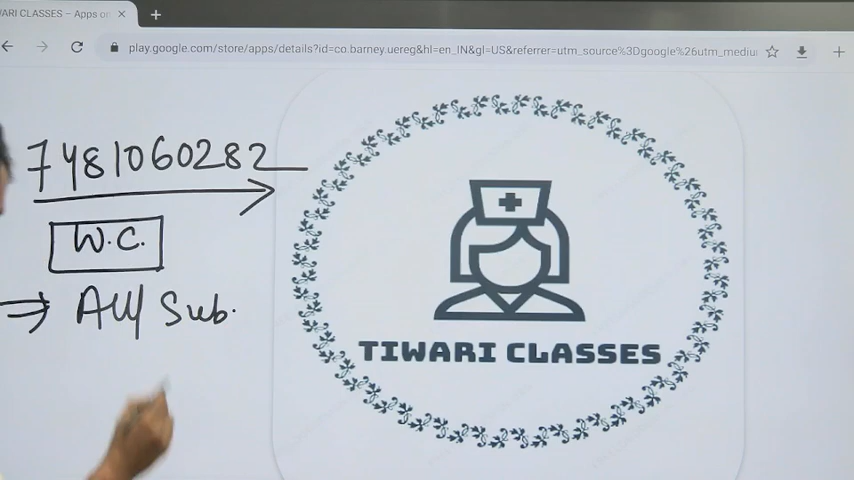 WARI CLASSES – Apps on
play.google.com/store/apps/details?id=co.barney.uereg&hl=en_IN&gl=US&referrer=utm_source%3Dgoogle%26utm_mediu
7481060282
W.C.
⇒ All Sub.
TIWARI CLASSES